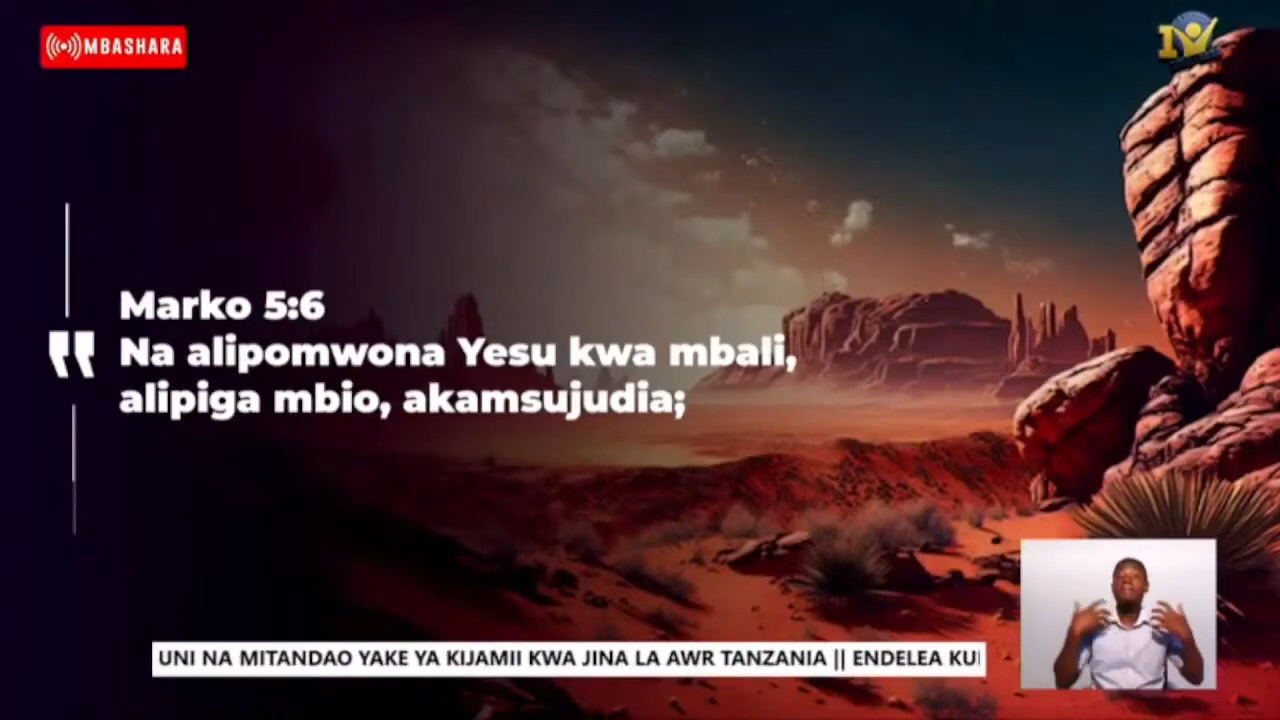 MBASHARA
Marko 5:6
Na alipomwona Yesu kwa mbali,
alipiga mbio, akamsujudia;
UNI NA MITANDAO YAKE YA KIJAMII KWA JINA LA AWR TANZANIA || ENDELEA KU